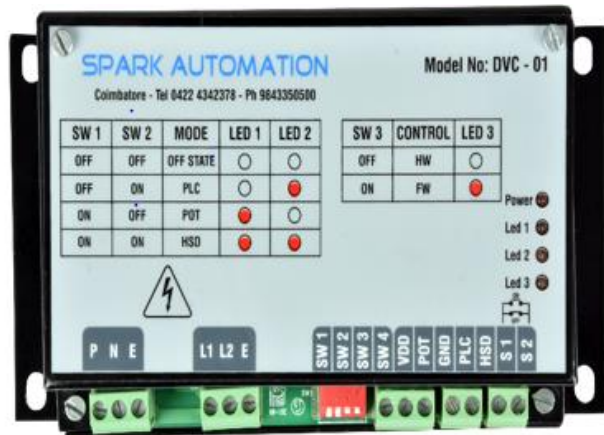 SPARK AUTOMATION
Model No: DVC - 01
Coimbatore - Tel 0422 4342378 - Ph 9843350500
SW 1 SW 2 MODE LED 1 LED 2
OFF OFF OFF STATE
OFF ON PLC
ON OFF POT
ON ON HSD
SW 3 CONTROL LED 3
OFF HW
ON FW
Power
Led 1
Led 2
Led 3
P N E
L1 L2 E
SW 1
SW 2
SW 3
SW 4
VDD
POT
GND
PLC
HSD
S 1
S 2